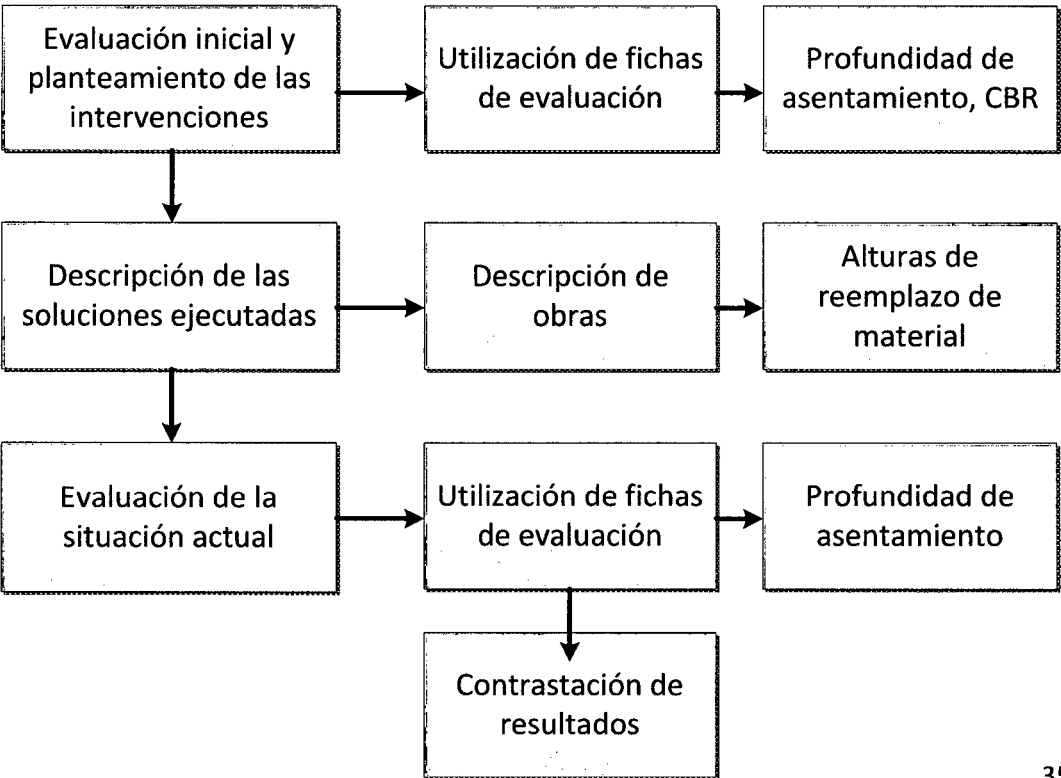 Evaluación inicial y
planteamiento de las
intervenciones
Utilización de fichas
de evaluación
Profundidad de
asentamiento, CBR
Descripción de las
soluciones ejecutadas
Descripción de
obras
Alturas de
reemplazo de
material
Evaluación de la
situación actual
Utilización de fichas
de evaluación
Profundidad de
asentamiento
Contrastación de
resultados